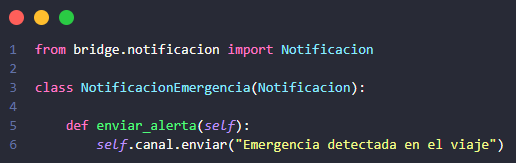 1 from bridge.notificacion import Notificacion
2
3 class NotificacionEmergencia(Notificacion):
4
5     def enviar_alerta(self):
6         self.canal.enviar("Emergencia detectada en el viaje")